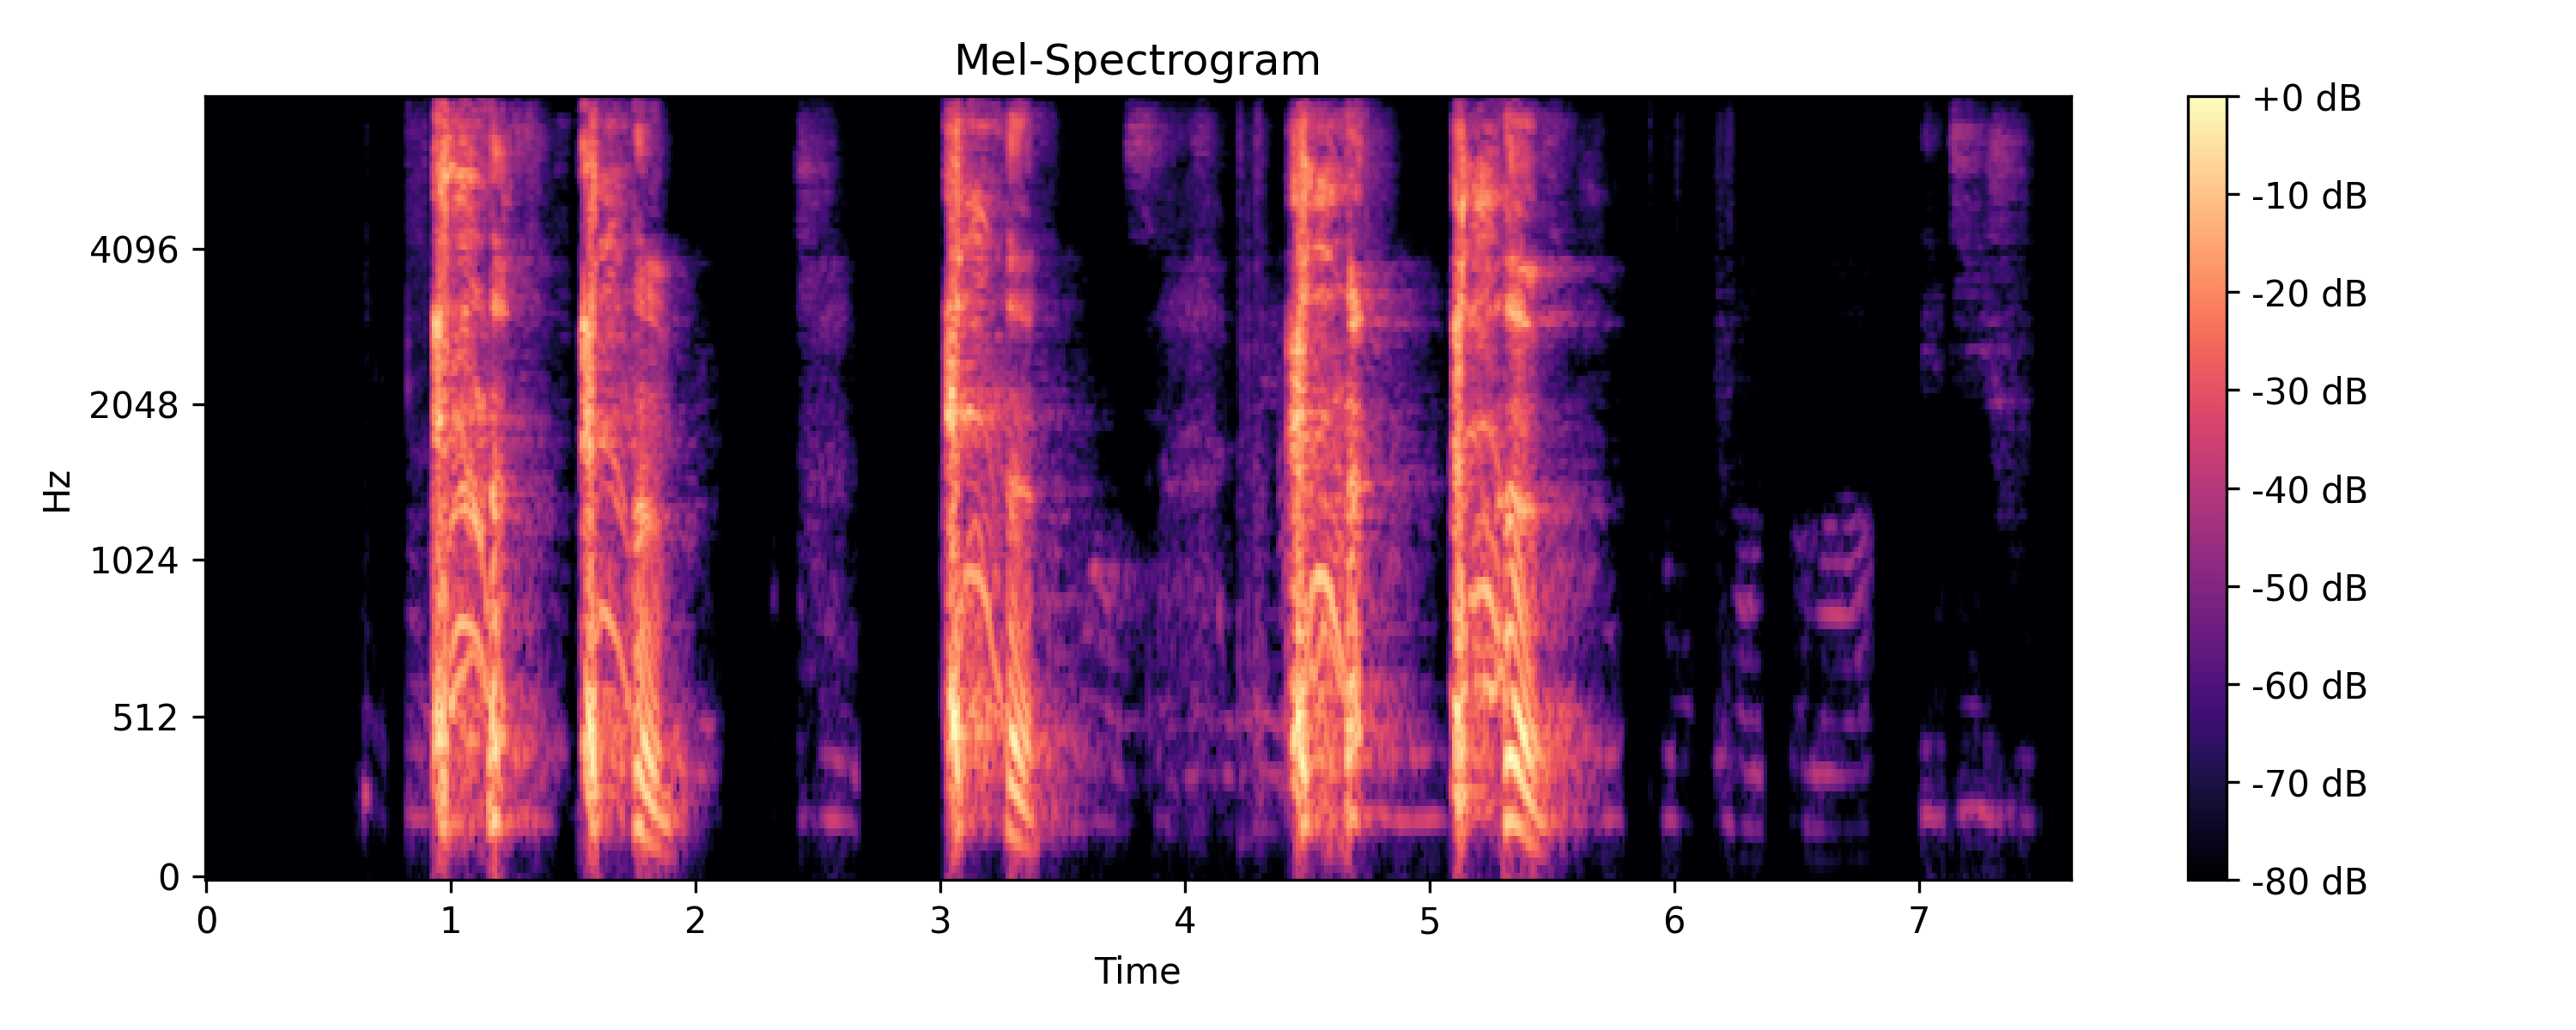 Mel-Spectrogram
+0 dB
-10 dB
-20 dB
-30 dB
-40 dB
-50 dB
-60 dB
-70 dB
-80 dB
Hz
4096
2048
1024
512
0
0 1 2 3 4 5 6 7
Time